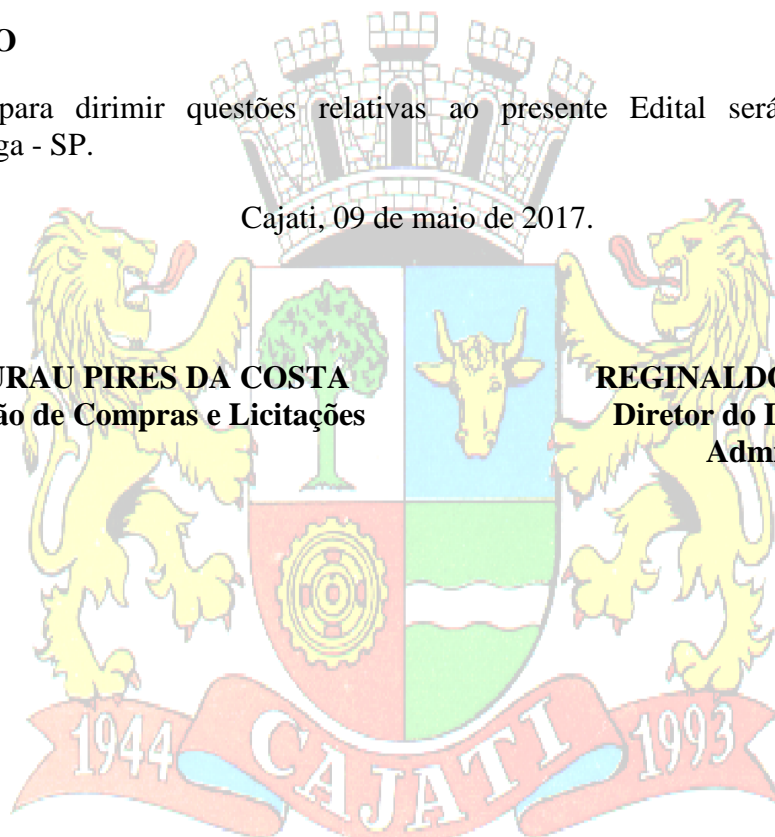 O
para dirimir questões relativas ao presente Edital será
ga - SP.
Cajati, 09 de maio de 2017.
URAU PIRES DA COSTA
REGINALDO
ão de Compras e Licitações
Diretor do
Admi
1944 CAJATI 1993